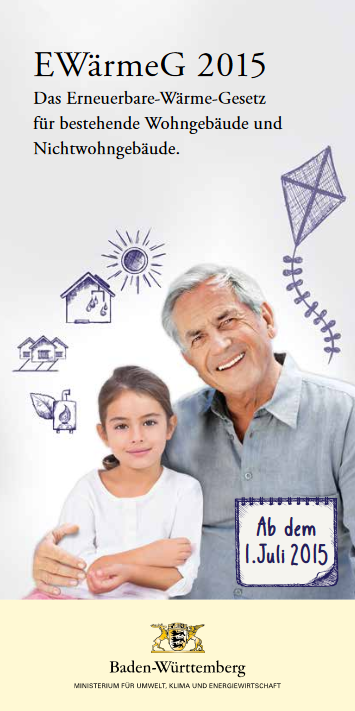 EWärmeG 2015
Das Erneuerbare-Wärme-Gesetz
für bestehende Wohngebäude und
Nichtwohngebäude.
Ab dem
1. Juli 2015
Baden-Württemberg
MINISTERIUM FÜR UMWELT, KLIMA UND ENERGIEWIRTSCHAFT